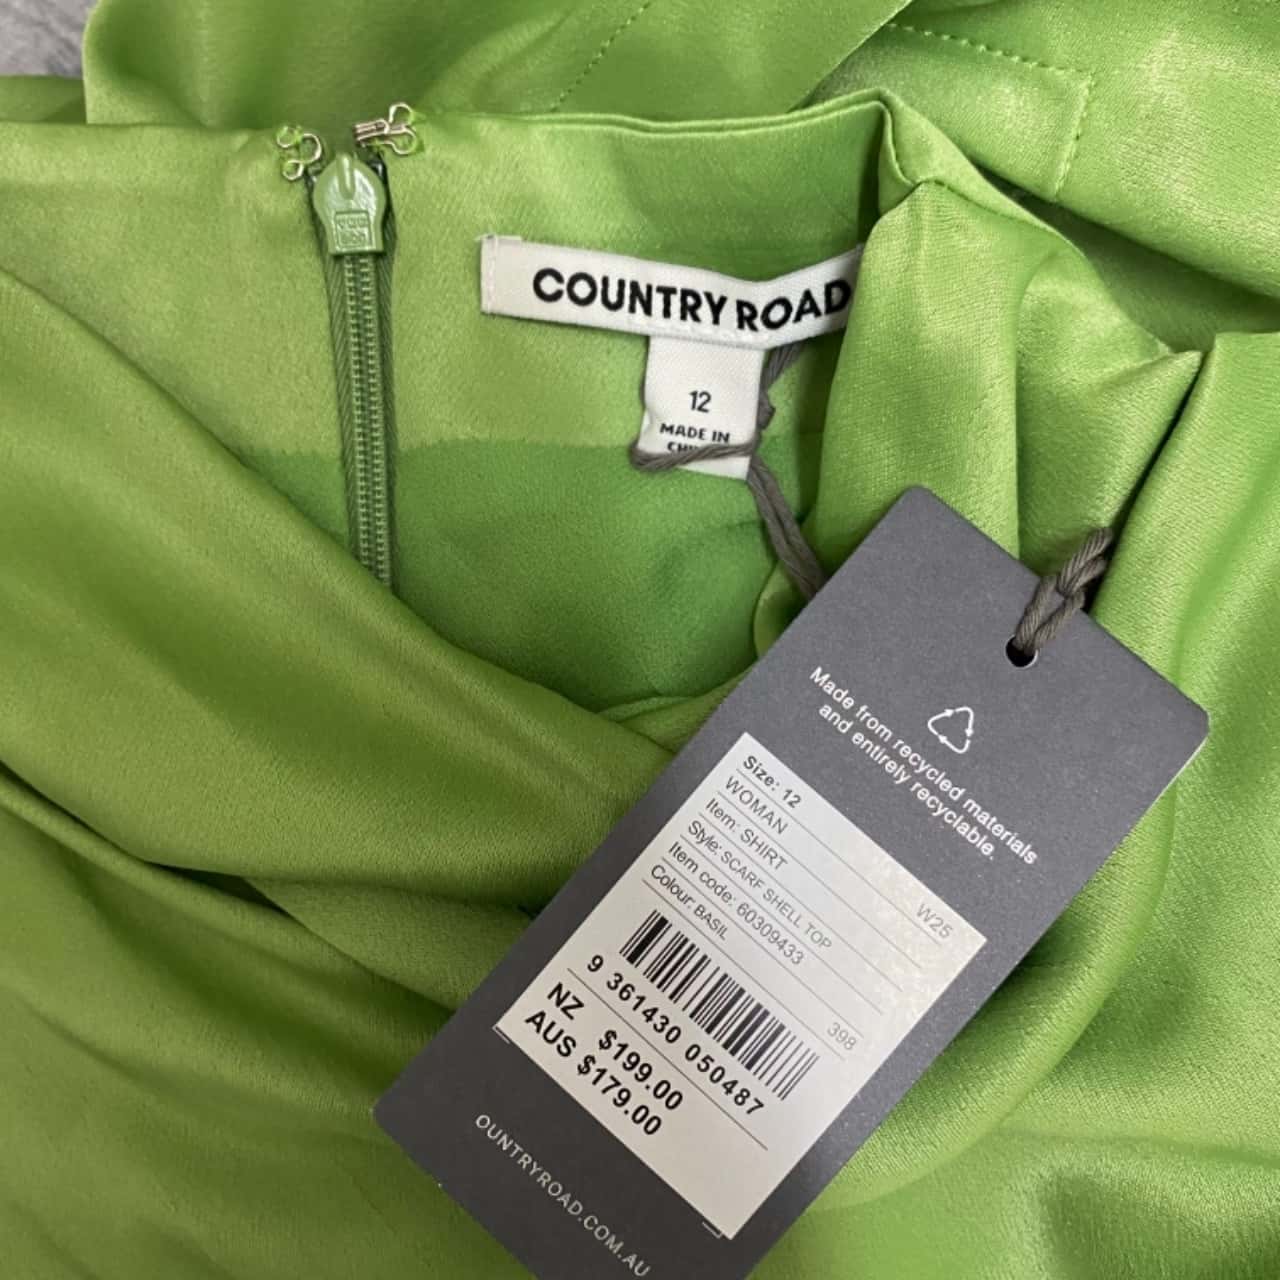 COUNTRY ROAD
12
MADE IN
Made from recycled materials
and entirely recyclable.
Size: 12
WOMAN W25
Item: SHIRT
Style: SCARF SHELL TOP
Item code: 60309433
Colour: BASIL 398
9 361430 050487
NZ $199.00
AUS $179.00
OUNTRYROAD.COM.AU